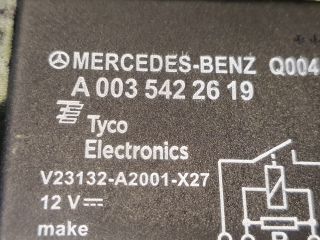 MERCEDES-BENZ Q004
A 003 542 26 19
Tyco
Electronics
V23132-A2001-X27
12 V
make